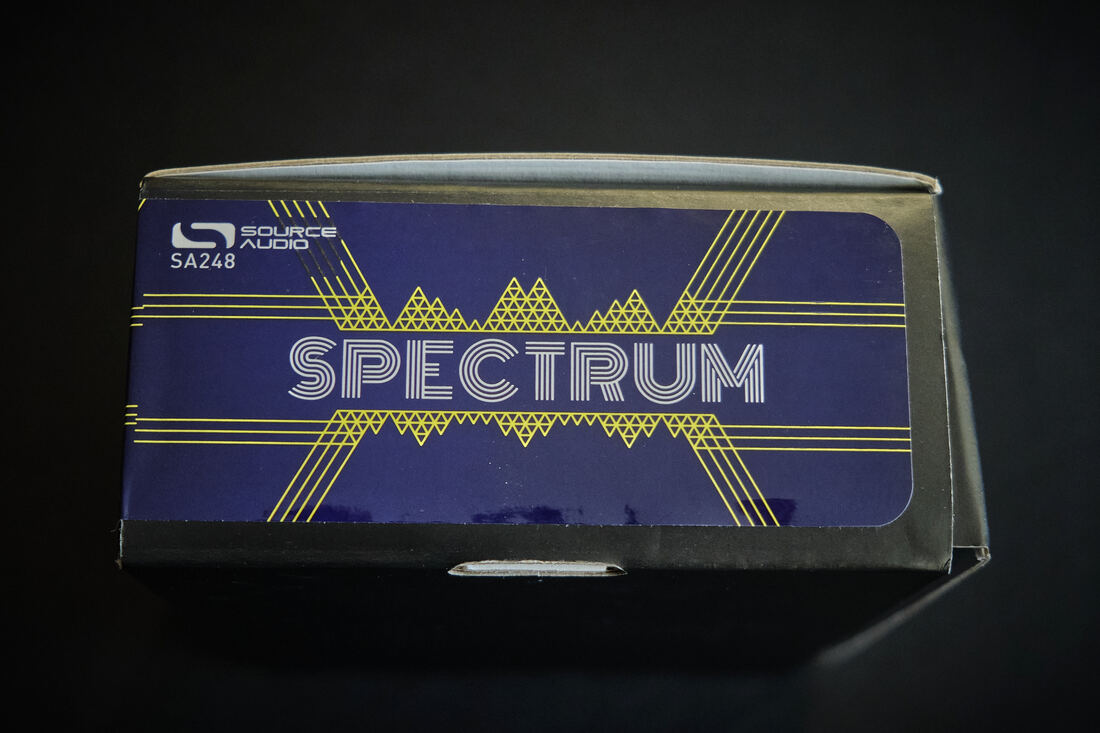 SOURCE
AUDIO
SA248
SPECTRUM